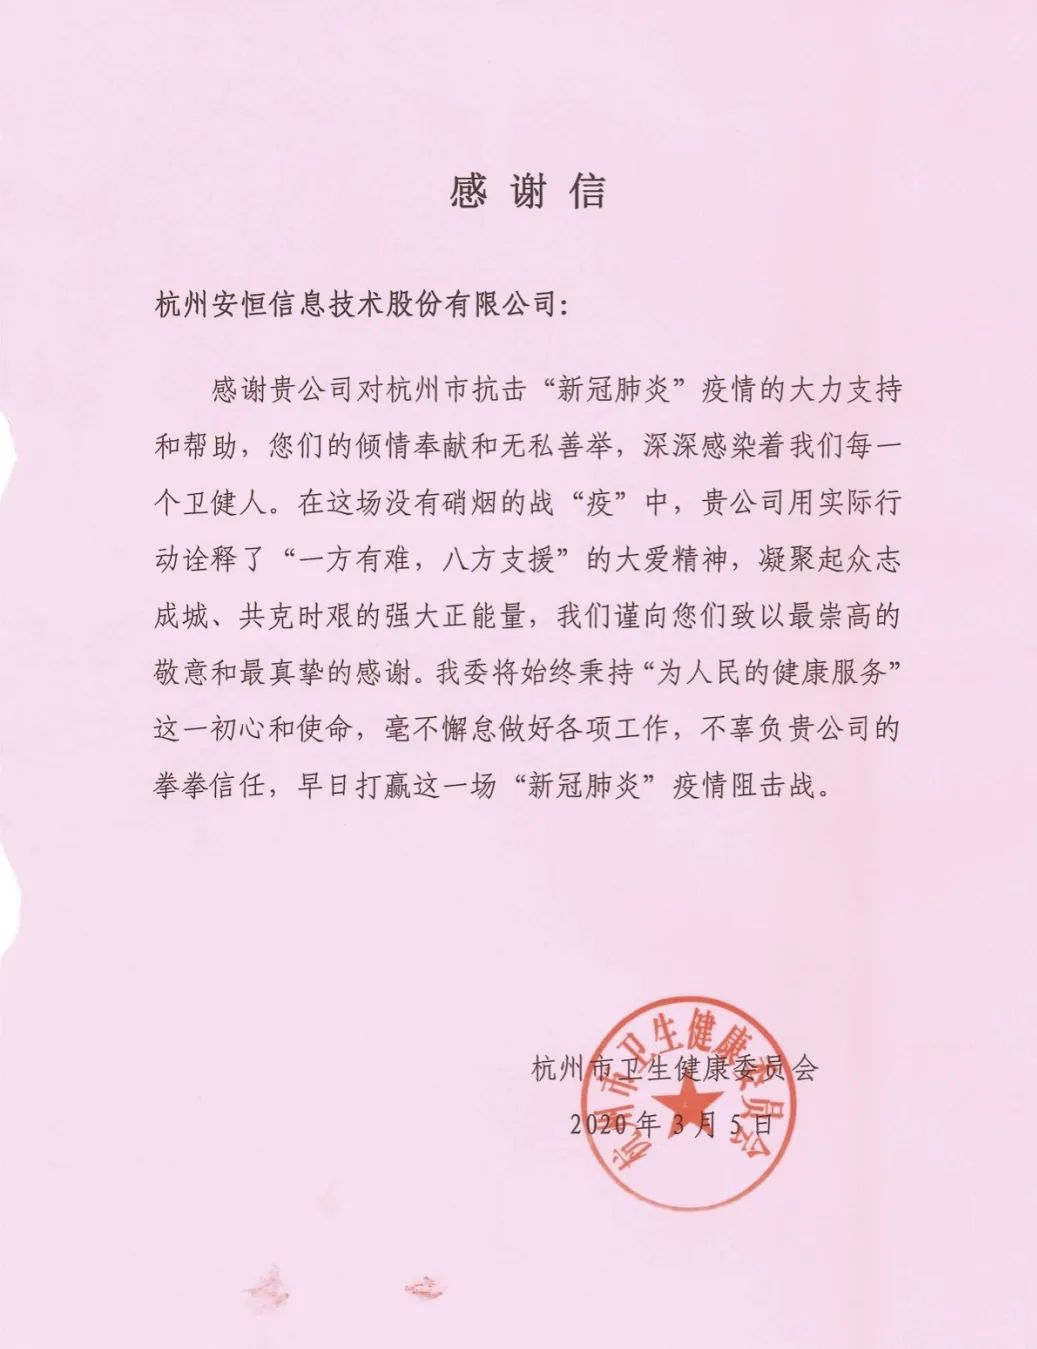 感谢信
杭州安恒信息技术股份有限公司：
感谢贵公司对杭州市抗击“新冠肺炎”疫情的大力支持
和帮助，您们的倾情奉献和无私善举，深深感染着我们每一
个卫健人。在这场没有硝烟的战“疫”中，贵公司用实际行
动诠释了“一方有难，八方支援”的大爱精神，凝聚起众志
成城、共克时艰的强大正能量，我们谨向您们致以最崇高的
敬意和最真挚的感谢。我委将始终秉持“为人民的健康服务”
这一初心和使命，毫不懈怠做好各项工作，不辜负贵公司的
拳拳信任，早日打赢这一场“新冠肺炎”疫情阻击战。
杭州市卫生健康委员会
2020年3月5日
杭州市卫生健康委员会